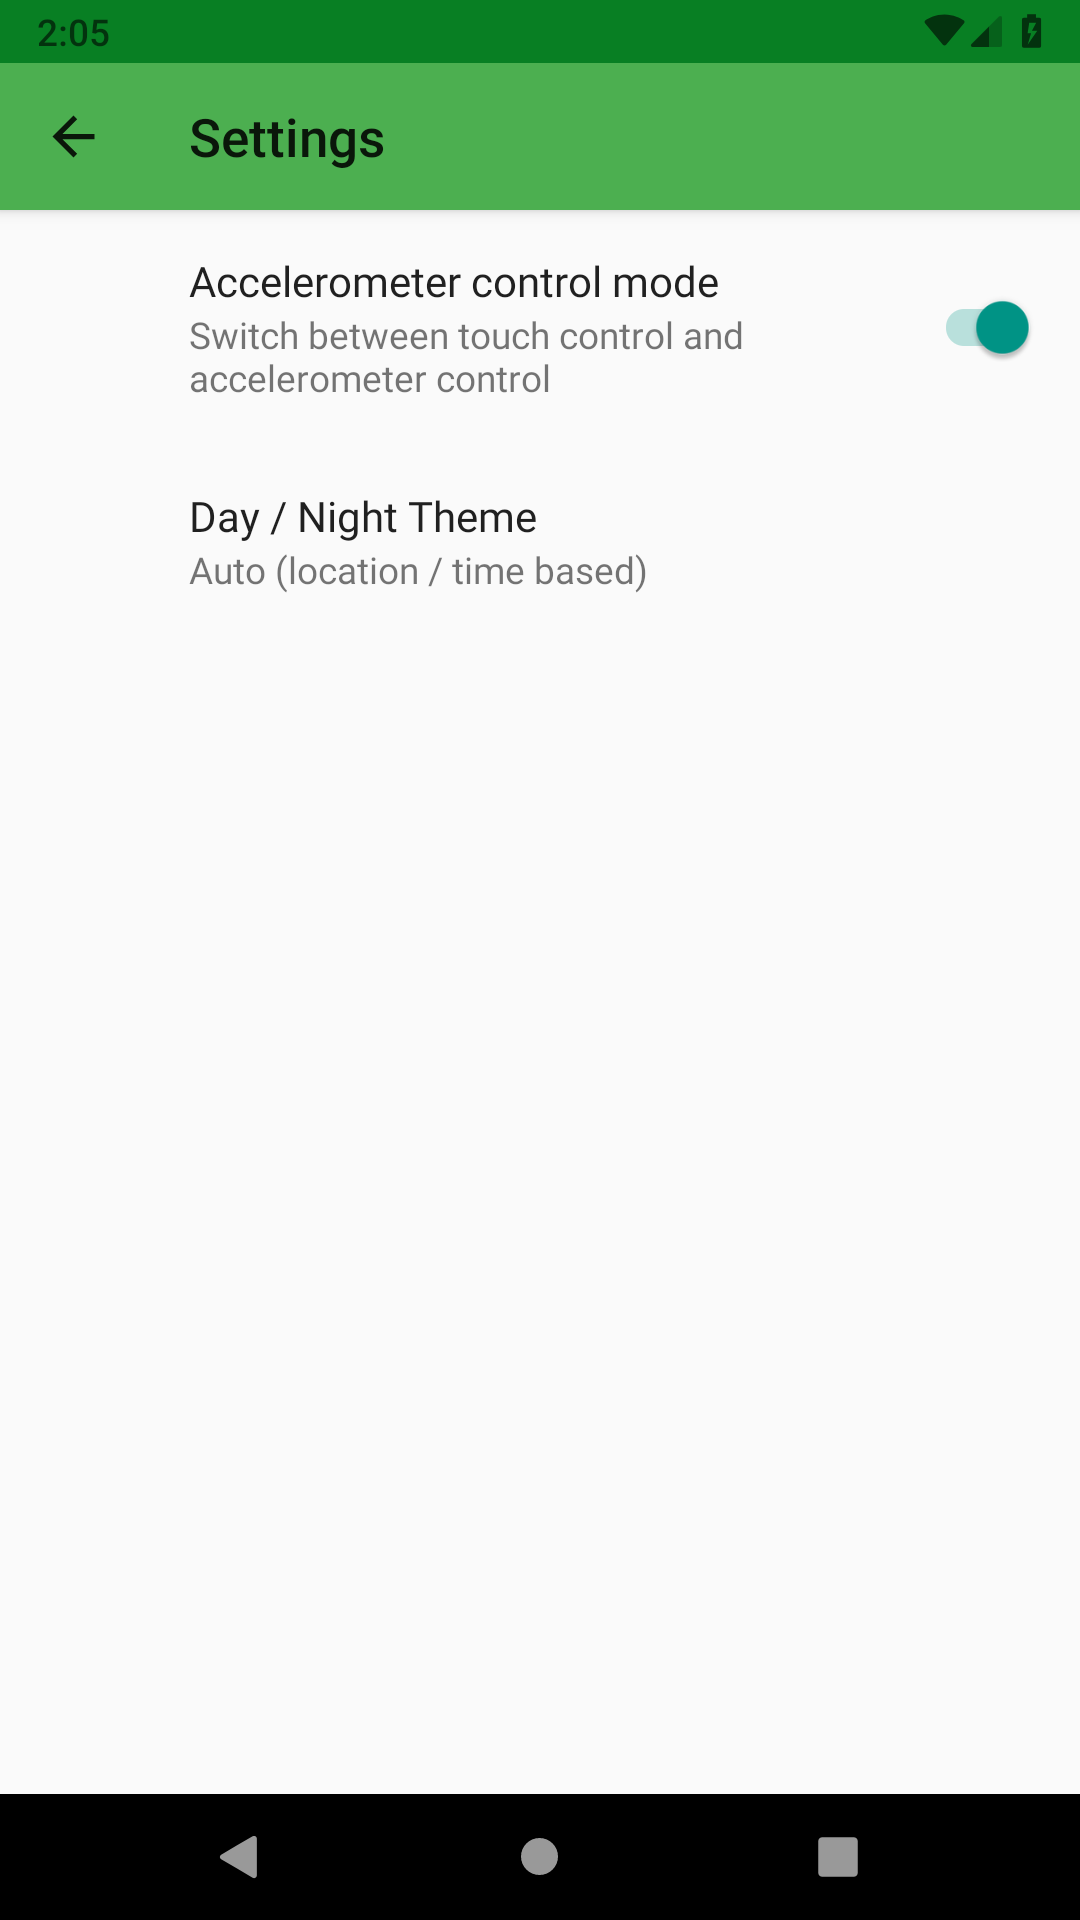 2:05
Settings
Accelerometer control mode
Switch between touch control and
accelerometer control
Day / Night Theme
Auto (location / time based)